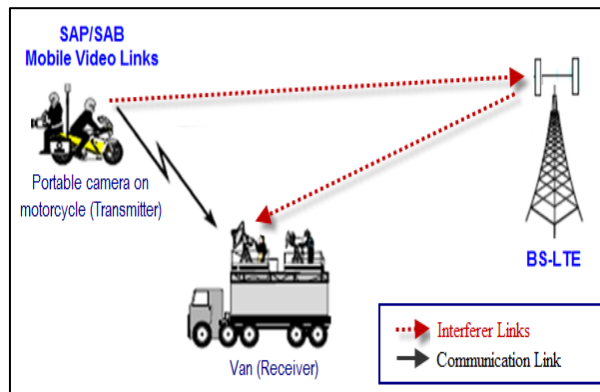 SAP/SAB
Mobile Video Links
Portable camera on
motorcycle (Transmitter)
BS-LTE
Van (Receiver)
Interferer Links
Communication Link